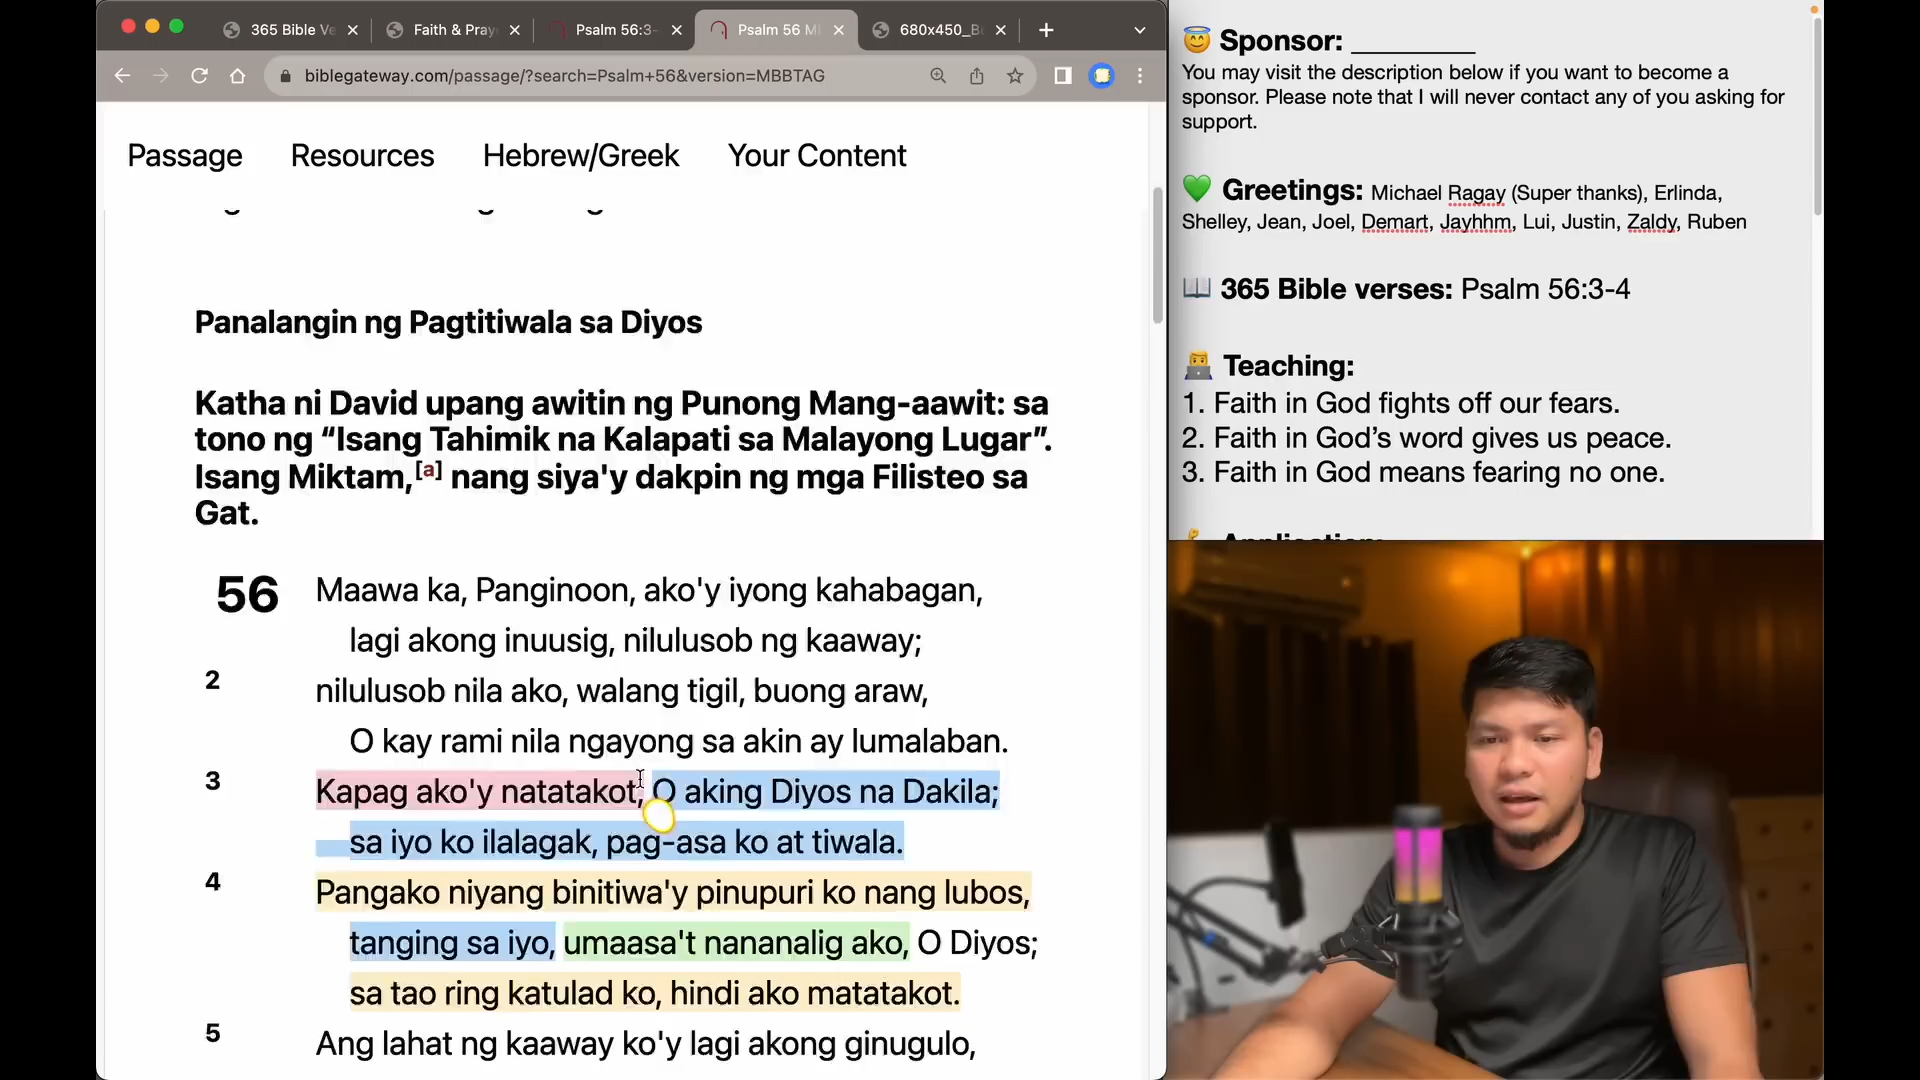 365 Bible Ve
Faith & Pray
Psalm 56:3-
Psalm 56 M
680x450_B
biblegateway.com/passage/?search=Psalm+56&version=MBBTAG
Passage Resources Hebrew/Greek Your Content
Panalangin ng Pagtitiwala sa Diyos
Katha ni David upang awitin ng Punong Mang-aawit: sa
tono ng “Isang Tahimik na Kalapati sa Malayong Lugar”.
Isang Miktam,[a] nang siya'y dakpin ng mga Filisteo sa
Gat.
56 Maawa ka, Panginoon, ako'y iyong kahabagan,
lagi akong inuusig, nilulusob ng kaaway;
2 nilulusob nila ako, walang tigil, buong araw,
O kay rami nila ngayong sa akin ay lumalaban.
3 Kapag ako'y natatakot, O aking Diyos na Dakila;
sa iyo ko ilalagak, pag-asa ko at tiwala.
4 Pangako niyang binitiwa'y pinupuri ko nang lubos,
tanging sa iyo, umaasa't nananalig ako, O Diyos;
sa tao ring katulad ko, hindi ako matatakot.
5 Ang lahat ng kaaway ko'y lagi akong ginugulo,
😇 Sponsor: __________
You may visit the description below if you want to become a
sponsor. Please note that I will never contact any of you asking for
support.
💚 Greetings: Michael Ragay (Super thanks), Erlinda,
Shelley, Jean, Joel, Demart, Jayhhm, Lui, Justin, Zaldy, Ruben
📖 365 Bible verses: Psalm 56:3-4
👨‍💻 Teaching:
1. Faith in God fights off our fears.
2. Faith in God’s word gives us peace.
3. Faith in God means fearing no one.
Application: